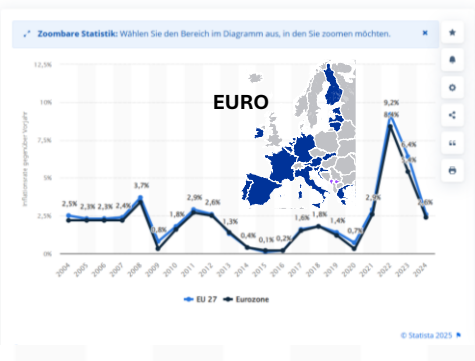 Zoombare Statistik: Wählen Sie den Bereich im Diagramm aus, in den Sie zoomen möchten.
EURO
Inflationsrate gegenüber Vorjahr
12,5%
10%
7,5%
5%
2,5%
0%
2,5% 2,3% 2,3% 2,4% 3,7% 0,8% 1,8% 2,9% 2,6% 1,3% 0,4% 0,1% 0,2% 1,6% 1,8% 1,4% 0,7% 2,9% 9,2% 2,6%
2004 2005 2006 2007 2008 2009 2010 2011 2012 2013 2014 2015 2016 2017 2018 2019 2020 2021 2022 2023 2024
EU 27 Eurozone
© Statista 2025